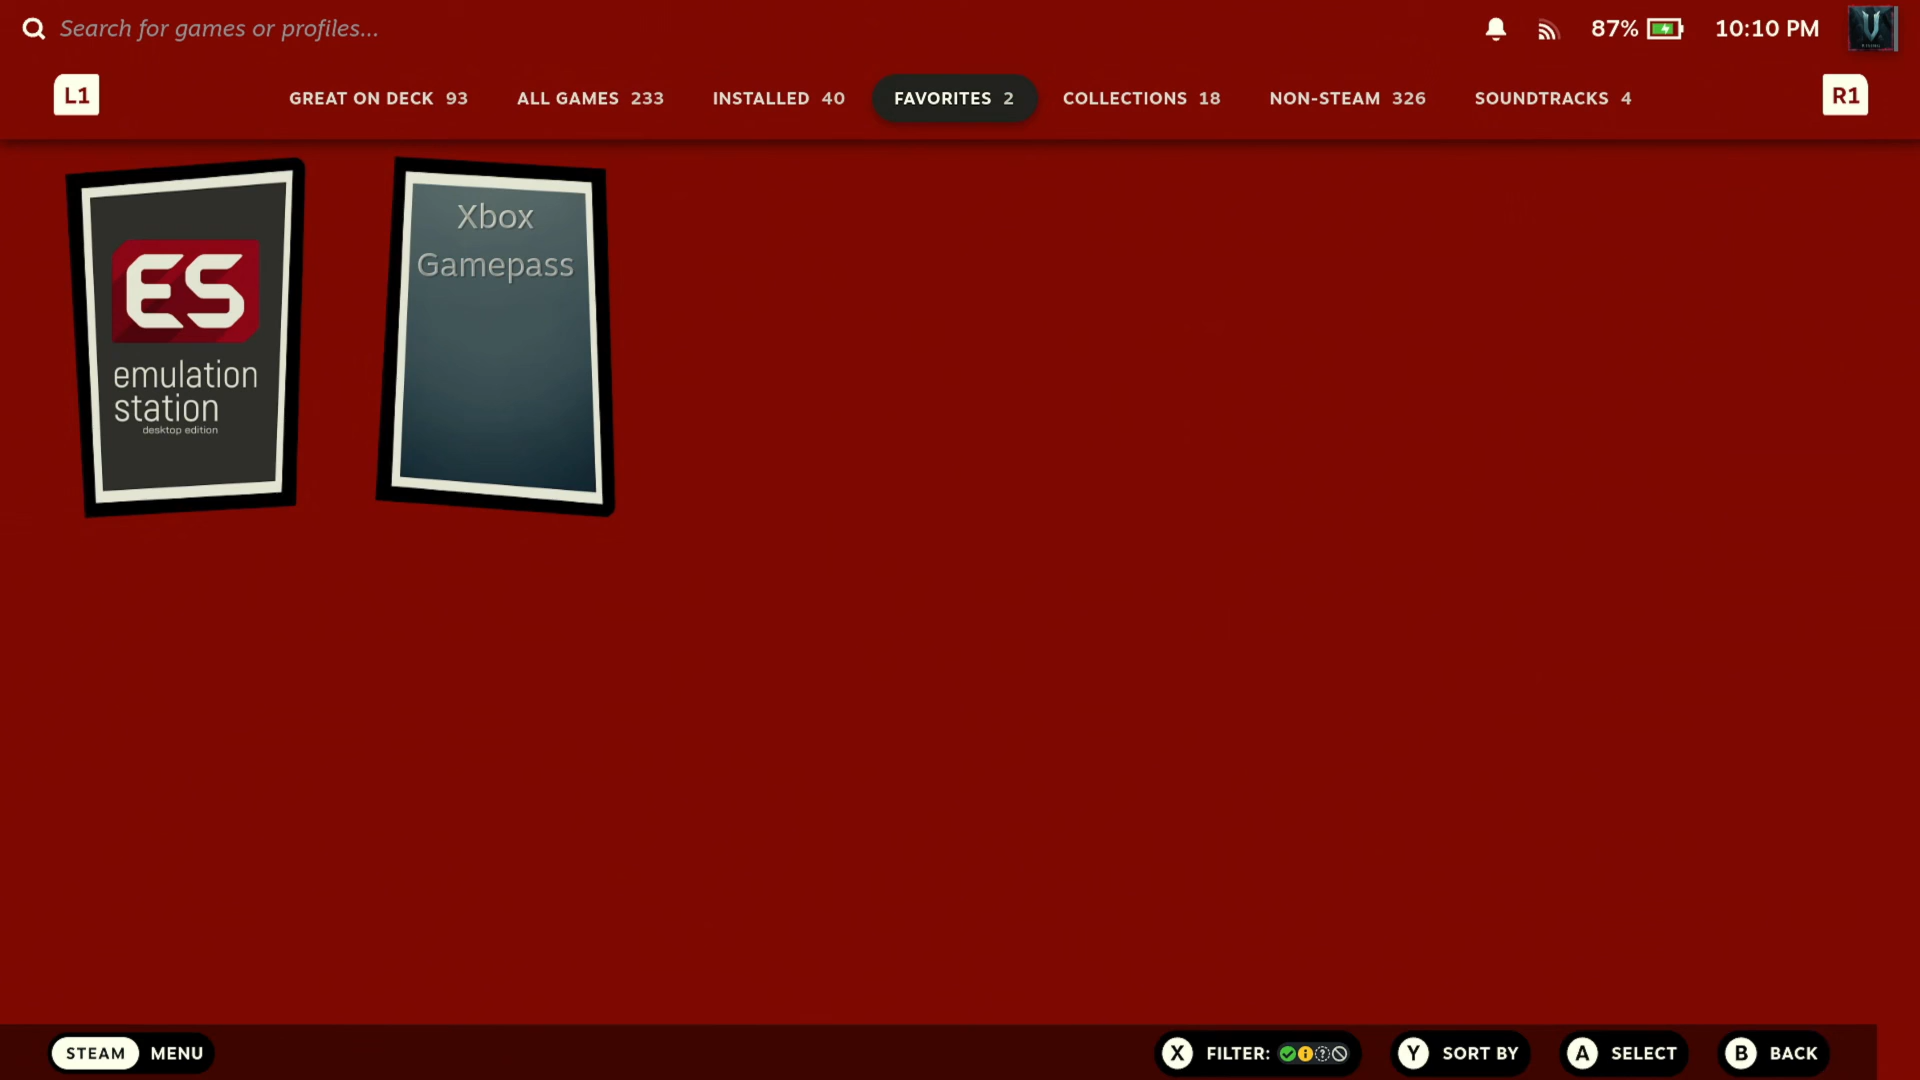 Search for games or profiles...
87%
10:10 PM
L1
GREAT ON DECK 93
ALL GAMES 233
INSTALLED 40
FAVORITES 2
COLLECTIONS 18
NON-STEAM 326
SOUNDTRACKS 4
R1
ES
emulation
station
desktop edition
Xbox
Gamepass
STEAM MENU
X FILTER:
Y SORT BY
A SELECT
B BACK